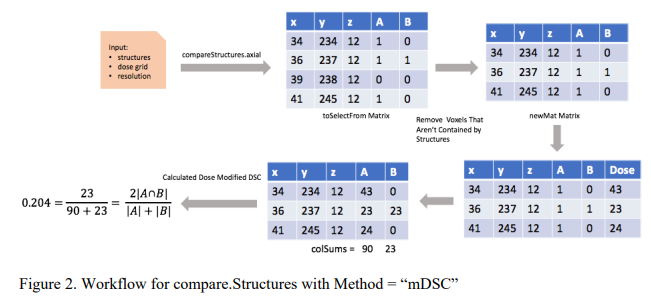 Input:
• structures
• dose grid
• resolution
compareStructures.axial
x y z A B
34 234 12 1 0
36 237 12 1 1
39 238 12 0 0
41 245 12 1 0
toSelectFrom Matrix
Remove Voxels That
Aren't Contained by
Structures
x y z A B
34 234 12 1 0
36 237 12 1 1
41 245 12 1 0
newMat Matrix
x y z A B Dose
34 234 12 1 0 43
36 237 12 1 1 23
41 245 12 1 0 24
x y z A B
34 234 12 43 0
36 237 12 23 23
41 245 12 24 0
colSums = 90 23
Calculated Dose Modified DSC
0.204 = 23 / 90 + 23 = 2|A∩B| / |A| + |B|
Figure 2. Workflow for compare.Structures with Method = “mDSC”